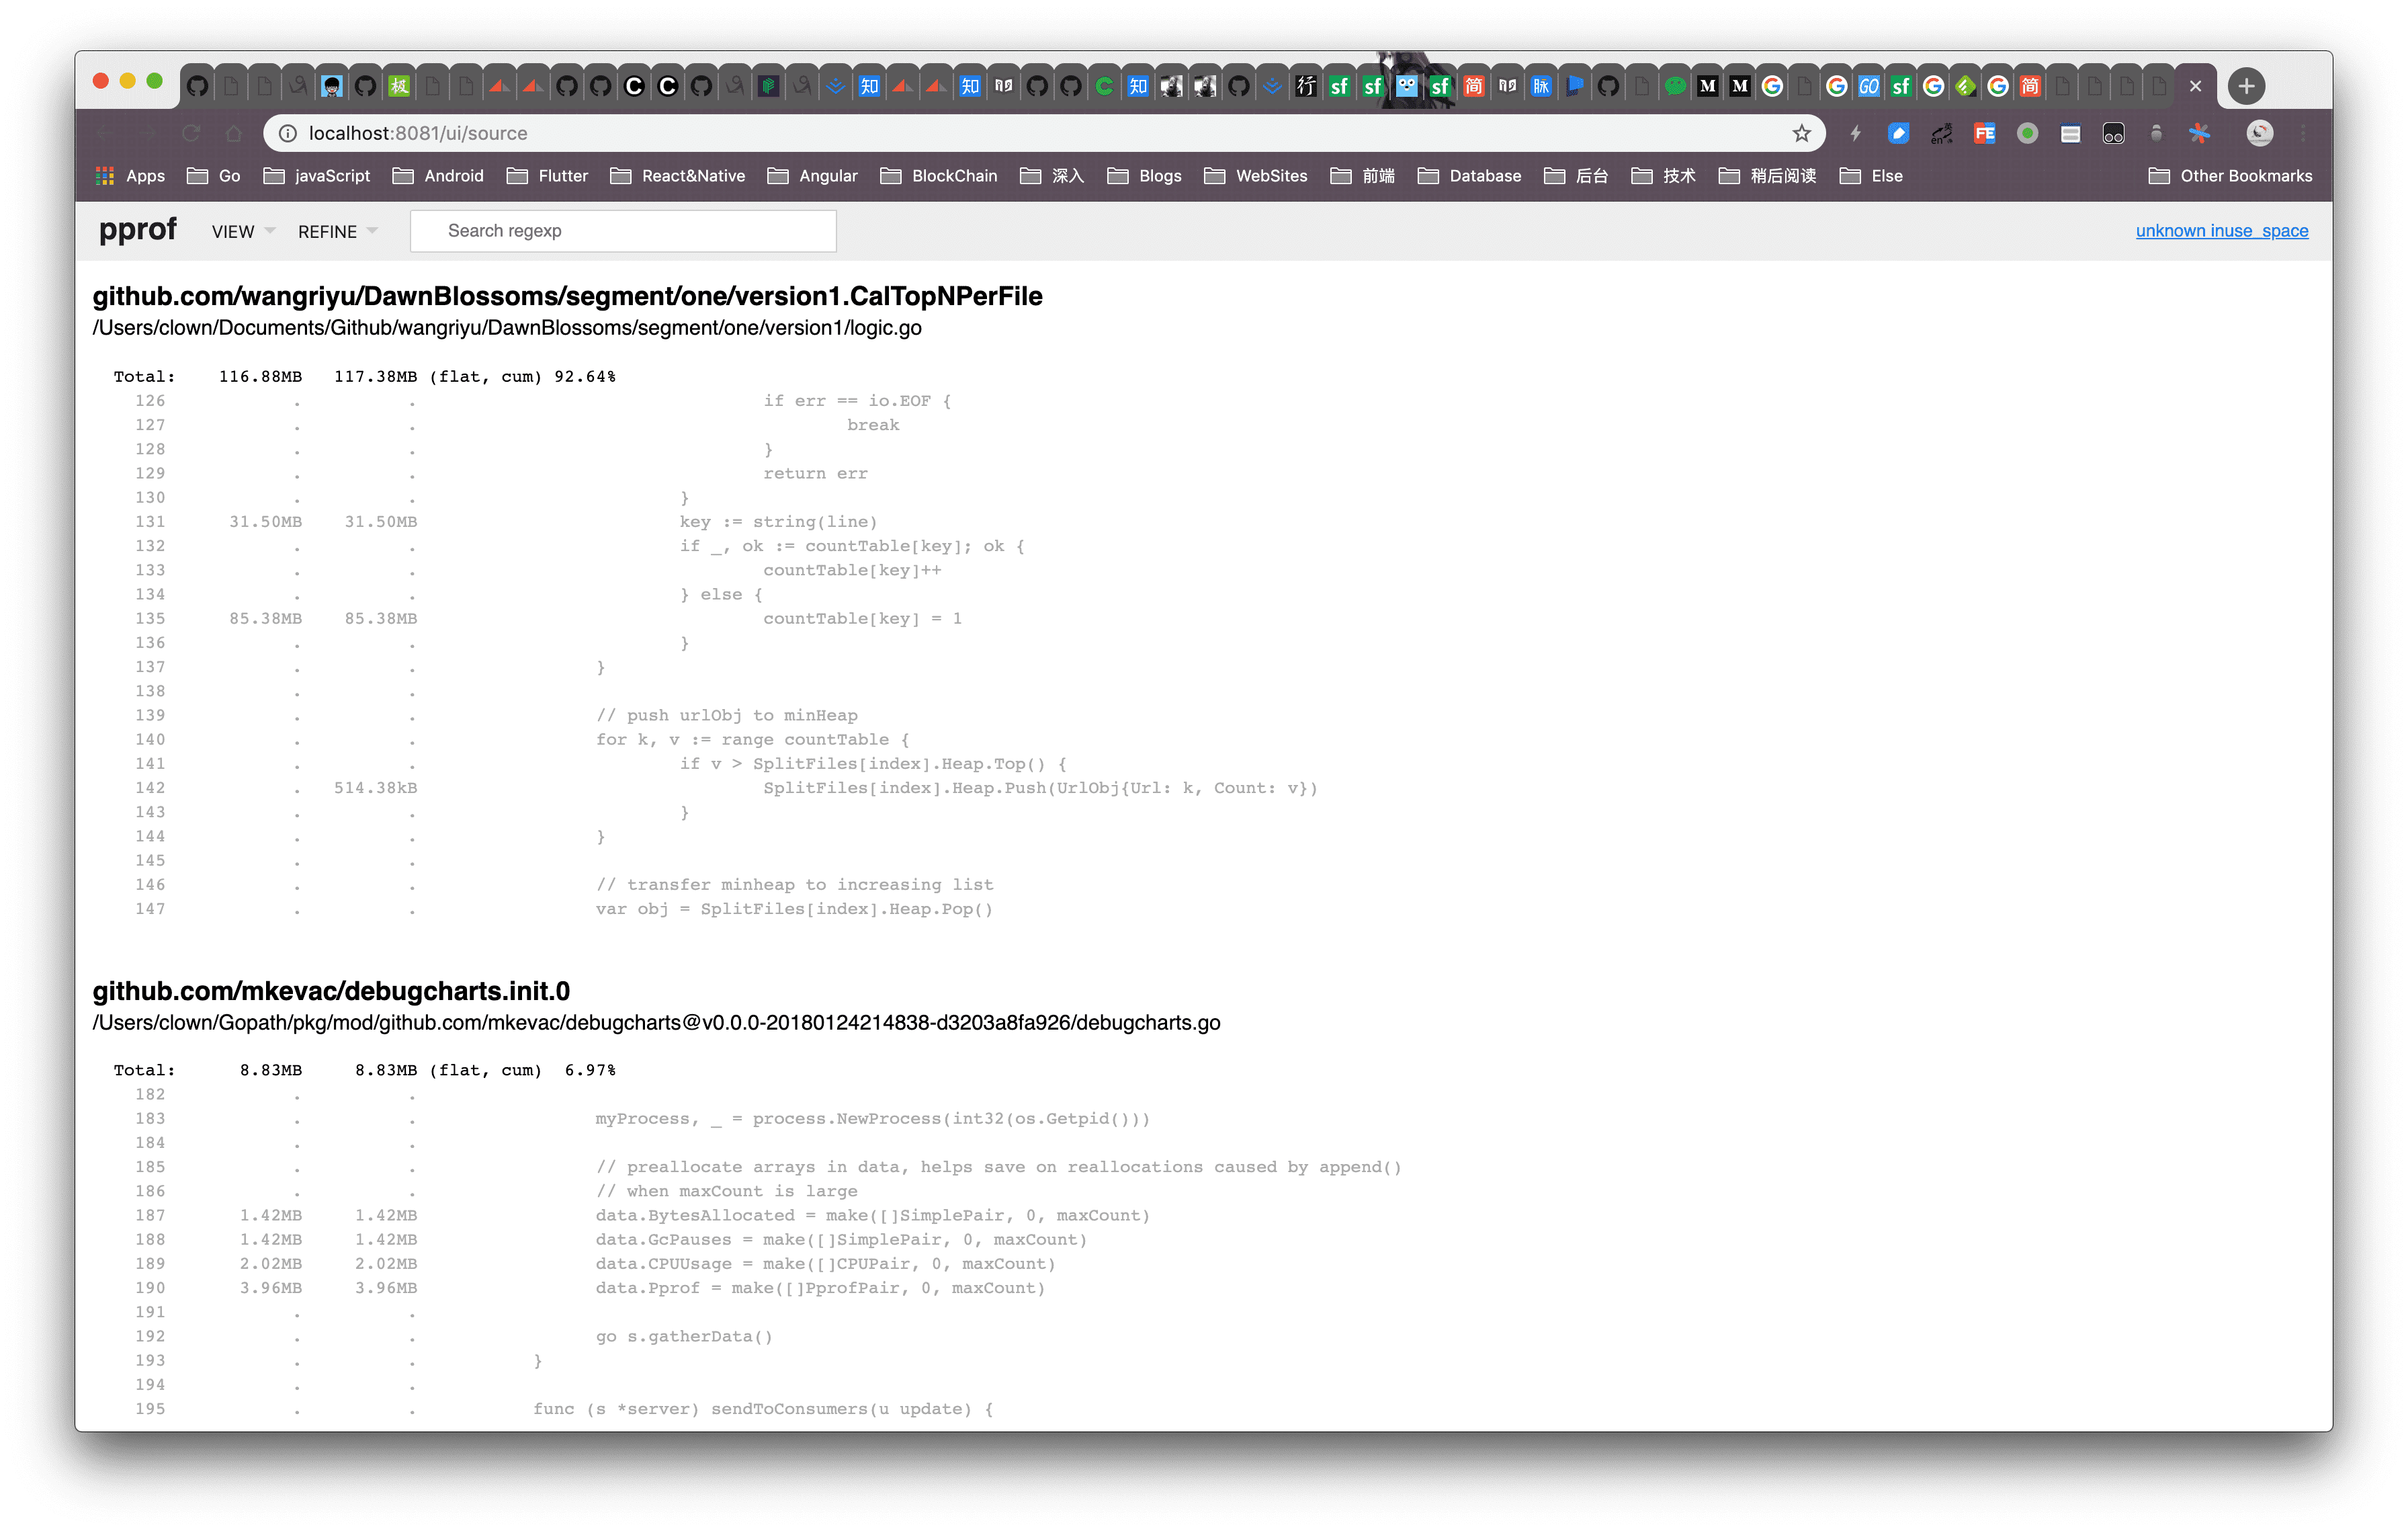 localhost:8081/ui/source
Apps Go javaScript Android Flutter React&Native Angular BlockChain 深入 Blogs WebSites 前端 Database 后台 技术 稍后阅读 Else Other Bookmarks
pprof VIEW REFINE Search regexp unknown inuse_space
github.com/wangriyu/DawnBlossoms/segment/one/version1.CalTopNPerFile
/Users/clown/Documents/Github/wangriyu/DawnBlossoms/segment/one/version1/logic.go
Total: 116.88MB 117.38MB (flat, cum) 92.64%
126 . . if err == io.EOF {
127 . . break
128 . . }
129 . . return err
130 . . }
131 31.50MB 31.50MB key := string(line)
132 . . if _, ok := countTable[key]; ok {
133 . . countTable[key]++
134 . . } else {
135 85.38MB 85.38MB countTable[key] = 1
136 . . }
137 . . }
138 . .
139 . . // push urlObj to minHeap
140 . . for k, v := range countTable {
141 . . if v > SplitFiles[index].Heap.Top() {
142 . 514.38kB SplitFiles[index].Heap.Push(UrlObj{Url: k, Count: v})
143 . . }
144 . . }
145 . .
146 . . // transfer minheap to increasing list
147 . . var obj = SplitFiles[index].Heap.Pop()
github.com/mkevac/debugcharts.init.0
/Users/clown/Gopath/pkg/mod/github.com/mkevac/debugcharts@v0.0.0-20180124214838-d3203a8fa926/debugcharts.go
Total: 8.83MB 8.83MB (flat, cum) 6.97%
182 . .
183 . . myProcess, _ = process.NewProcess(int32(os.Getpid()))
184 . .
185 . . // preallocate arrays in data, helps save on reallocations caused by append()
186 . . // when maxCount is large
187 1.42MB 1.42MB data.BytesAllocated = make([]SimplePair, 0, maxCount)
188 1.42MB 1.42MB data.GcPauses = make([]SimplePair, 0, maxCount)
189 2.02MB 2.02MB data.CPUUsage = make([]CPUPair, 0, maxCount)
190 3.96MB 3.96MB data.Pprof = make([]PprofPair, 0, maxCount)
191 . .
192 . . go s.gatherData()
193 . . }
194 . .
195 . . func (s *server) sendToConsumers(u update) {